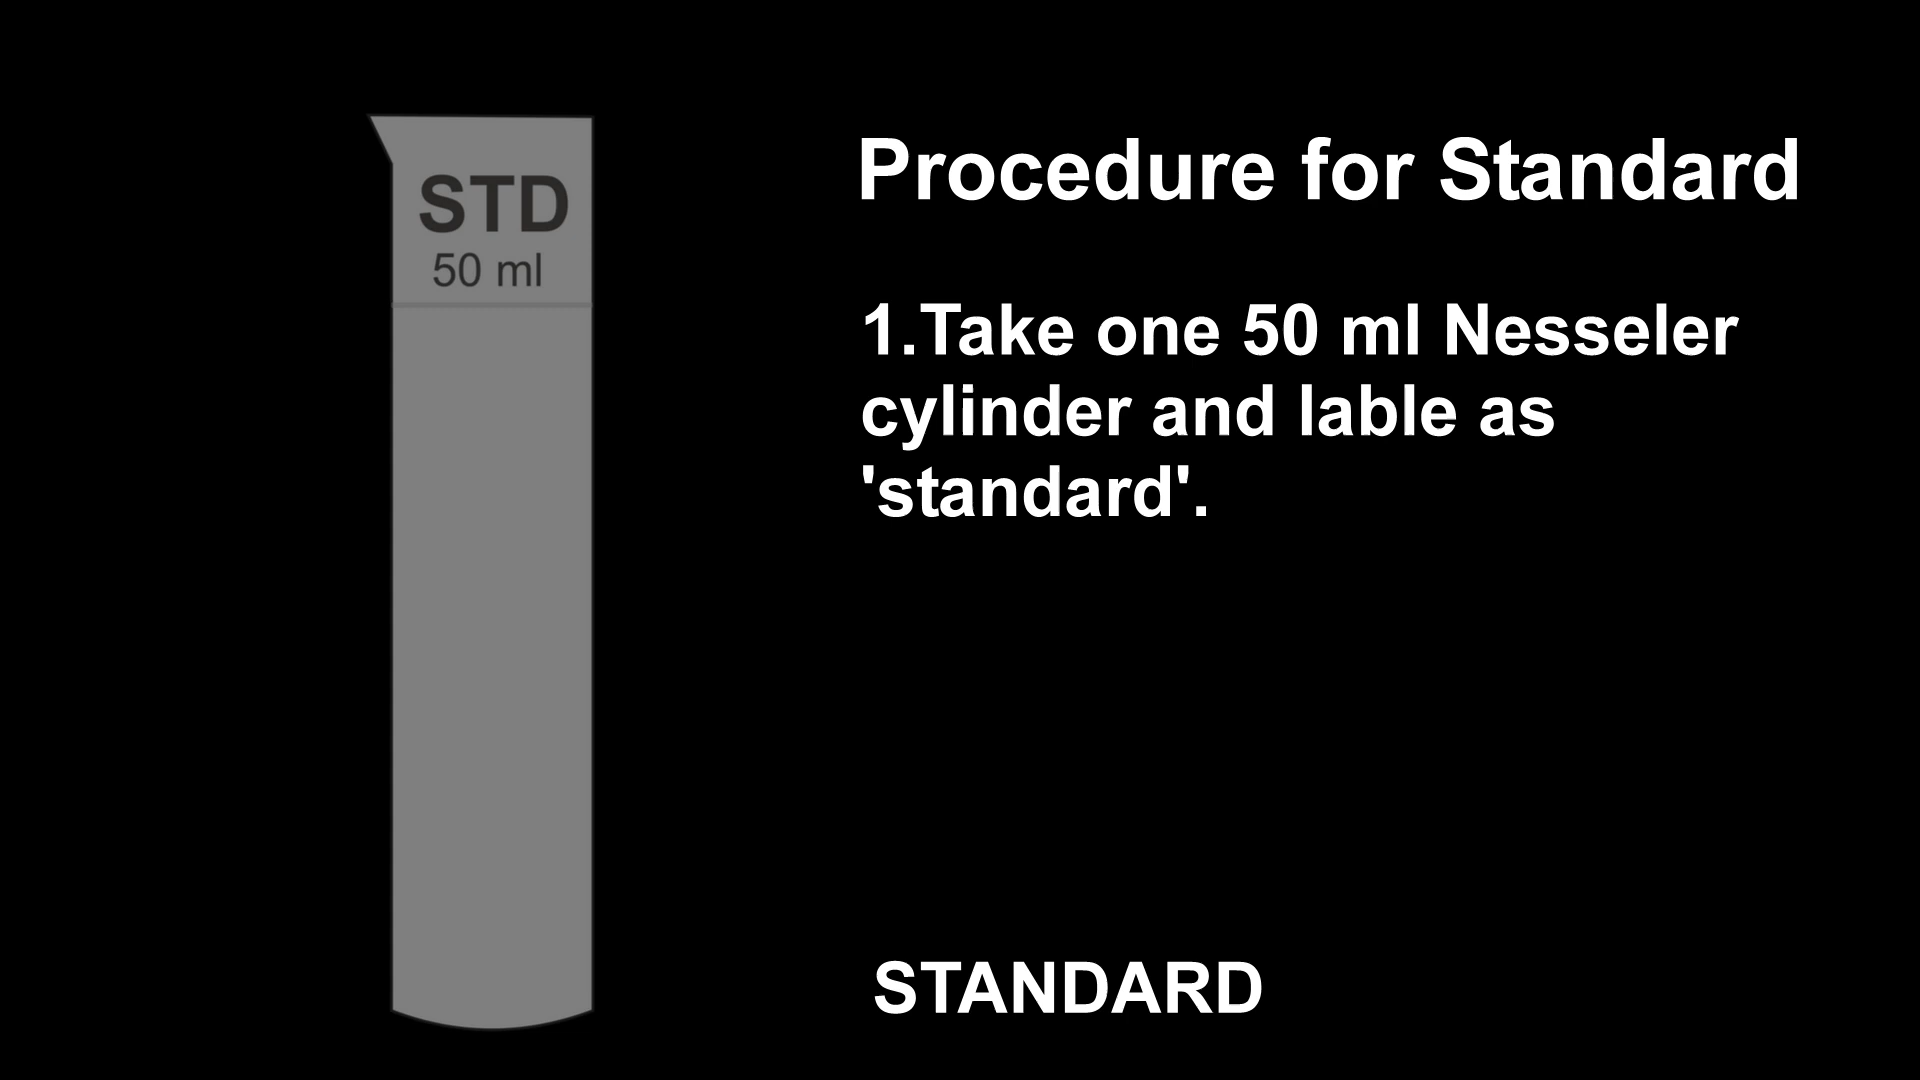 STD
50 ml
Procedure for Standard
1.Take one 50 ml Nesseler
cylinder and lable as
'standard'.
STANDARD